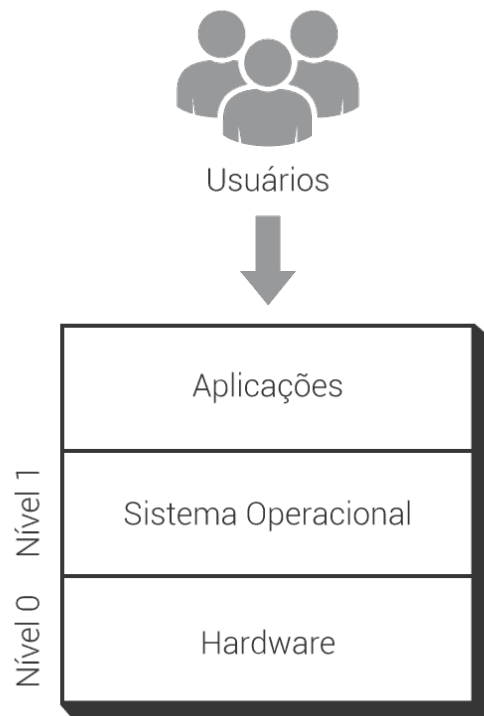 Usuários
Aplicações
Nível 1
Sistema Operacional
Nível 0
Hardware